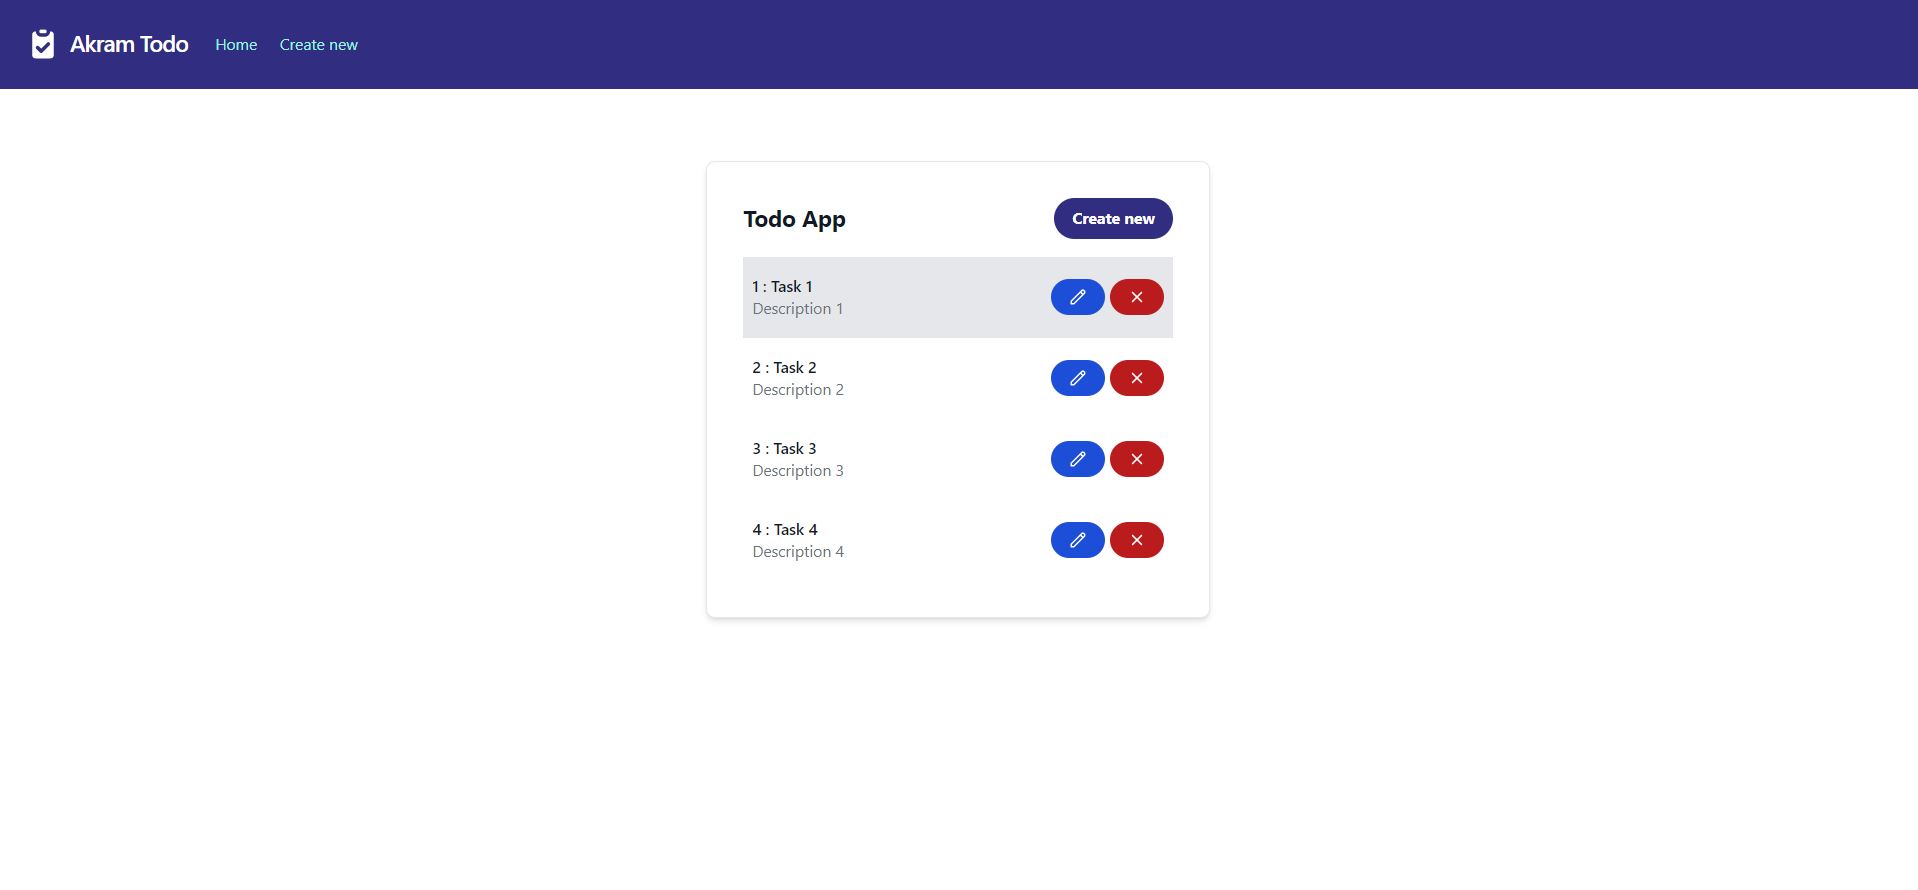 Akram Todo Home Create new
Todo App Create new
1 : Task 1
Description 1
2 : Task 2
Description 2
3 : Task 3
Description 3
4 : Task 4
Description 4